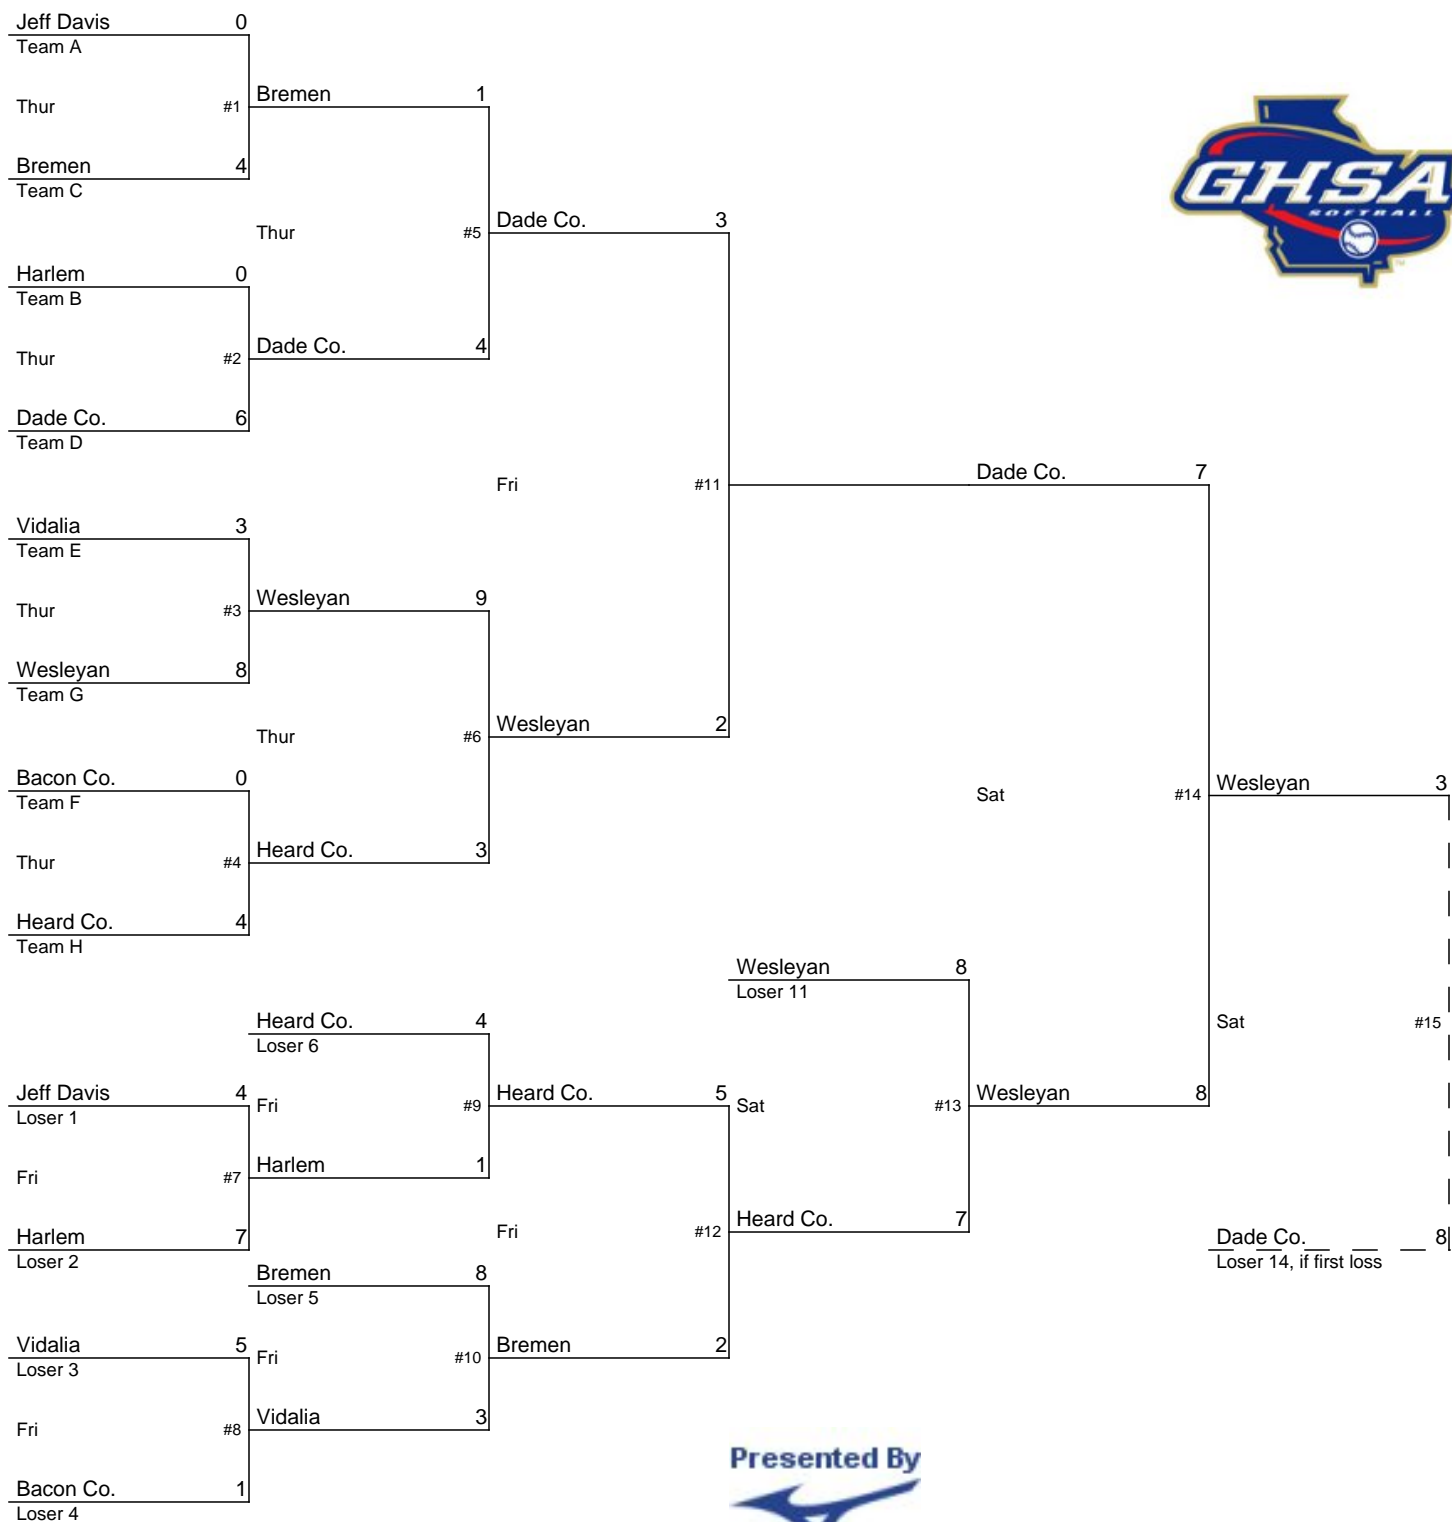 Jeff Davis 0
Team A
Thur #1
Bremen 1
Bremen 4
Team C
Thur #5
Dade Co. 3
Harlem 0
Team B
Thur #2
Dade Co. 4
Dade Co. 6
Team D
Fri #11
Dade Co. 7
Vidalia 3
Team E
Thur #3
Wesleyan 9
Wesleyan 8
Team G
Thur #6
Wesleyan 2
Bacon Co. 0
Team F
Thur #4
Heard Co. 3
Heard Co. 4
Team H
Sat #14
Wesleyan 3
Wesleyan 8
Loser 11
Heard Co. 4
Loser 6
Sat #15
Jeff Davis 4
Loser 1
Fri #9
Heard Co. 5
Sat #13
Wesleyan 8
Fri #7
Harlem 1
Harlem 7
Loser 2
Fri #12
Heard Co. 7
Dade Co. 8
Loser 14, if first loss
Bremen 8
Loser 5
Vidalia 5
Loser 3
Fri #10
Bremen 2
Fri #8
Vidalia 3
Bacon Co. 1
Loser 4
GHSA
SOFTBALL
TM
Presented By